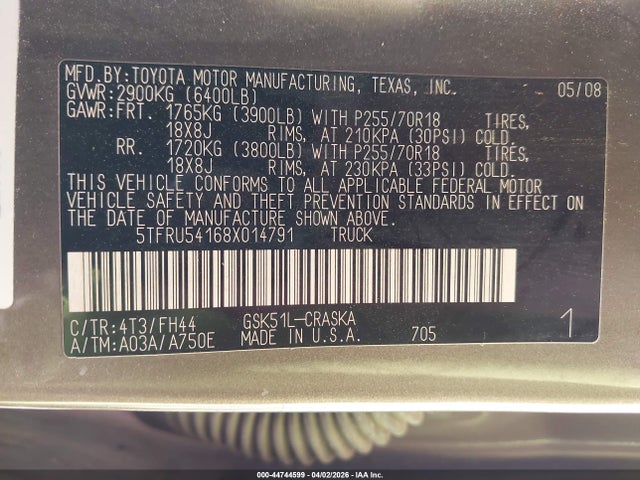 MFD.BY:TOYOTA MOTOR MANUFACTURING, TEXAS, INC. 05/08
GVWR:2900KG (6400LB)
GAWR:FRT. 1765KG (3900LB) WITH P255/70R18 TIRES,
18X8J RIMS, AT 210KPA (30PSI) COLD.
RR. 1720KG (3800LB) WITH P255/70R18 TIRES,
18X8J RIMS, AT 230KPA (33PSI) COLD.
THIS VEHICLE CONFORMS TO ALL APPLICABLE FEDERAL MOTOR
VEHICLE SAFETY AND THEFT PREVENTION STANDARDS IN EFFECT ON
THE DATE OF MANUFACTURE SHOWN ABOVE.
5TFRU54168X014791 TRUCK
C/TR:4T3/FH44 GSK51L-CRASKA
A/TM:A03A/A750E MADE IN U.S.A. 705 1
000-44744599 - 04/02/2026 - IAA Inc.